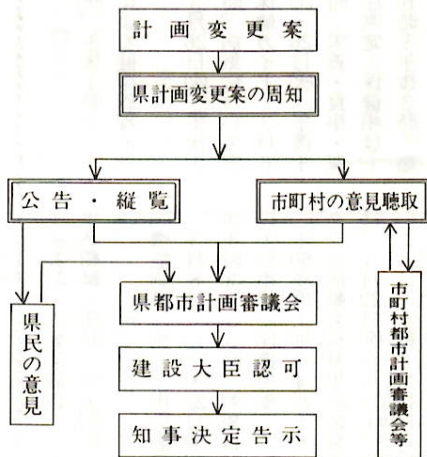 計画変更案
県計画変更案の周知
公告・縦覧
市町村の意見聴取
県民の意見
県都市計画審議会
市町村都市計画審議会等
建設大臣認可
知事決定告示